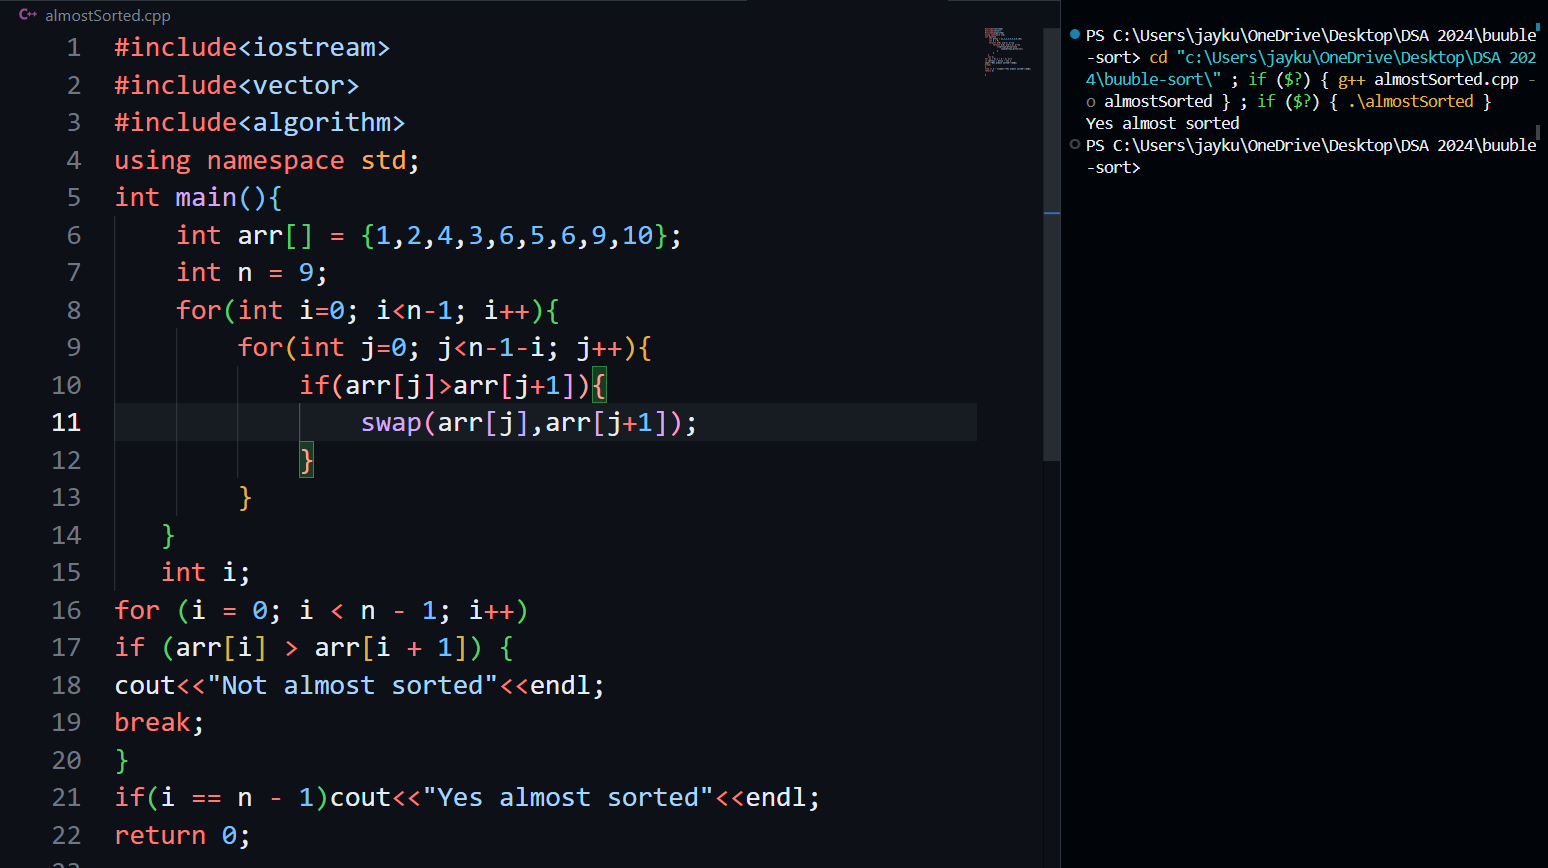 C++ almostSorted.cpp
1 #include<iostream>
2 #include<vector>
3 #include<algorithm>
4 using namespace std;
5 int main(){
6 int arr[] = {1,2,4,3,6,5,6,9,10};
7 int n = 9;
8 for(int i=0; i<n-1; i++){
9 for(int j=0; j<n-1-i; j++){
10 if(arr[j]>arr[j+1]){
11 swap(arr[j],arr[j+1]);
12 }
13 }
14 }
15 int i;
16 for (i = 0; i < n - 1; i++)
17 if (arr[i] > arr[i + 1]) {
18 cout<<"Not almost sorted"<<endl;
19 break;
20 }
21 if(i == n - 1)cout<<"Yes almost sorted"<<endl;
22 return 0;
PS C:\Users\jayku\OneDrive\Desktop\DSA 2024\buuble
-sort> cd "c:\Users\jayku\OneDrive\Desktop\DSA 202
4\buuble-sort\" ; if ($?) { g++ almostSorted.cpp -
o almostSorted } ; if ($?) { .\almostSorted }
Yes almost sorted
PS C:\Users\jayku\OneDrive\Desktop\DSA 2024\buuble
-sort>